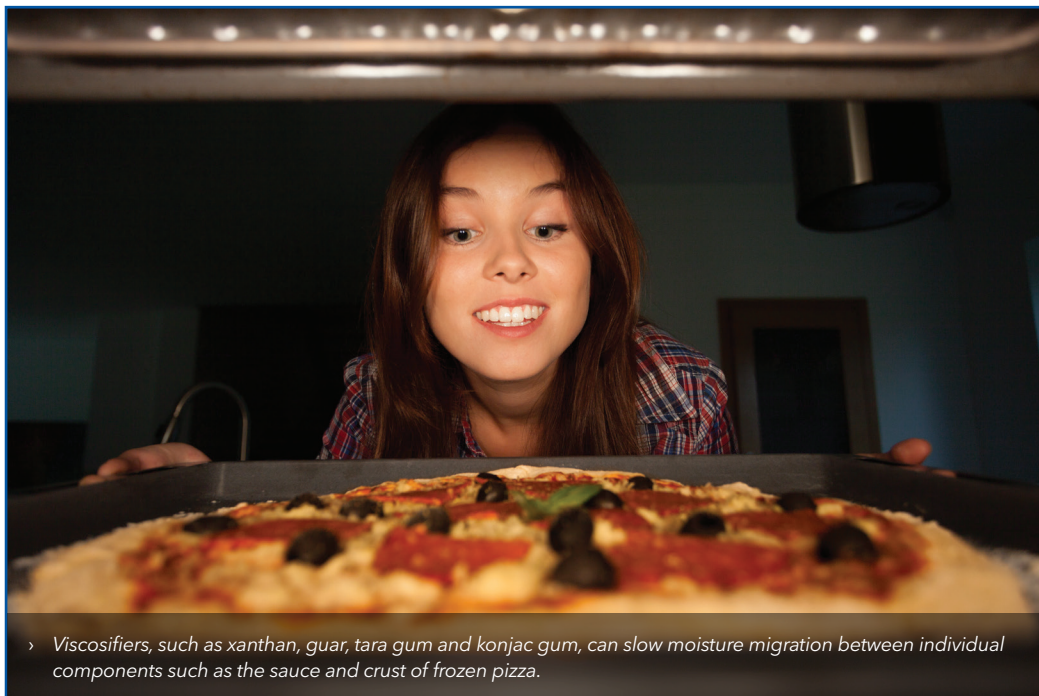 › Viscosifiers, such as xanthan, guar, tara gum and konjac gum, can slow moisture migration between individual
components such as the sauce and crust of frozen pizza.